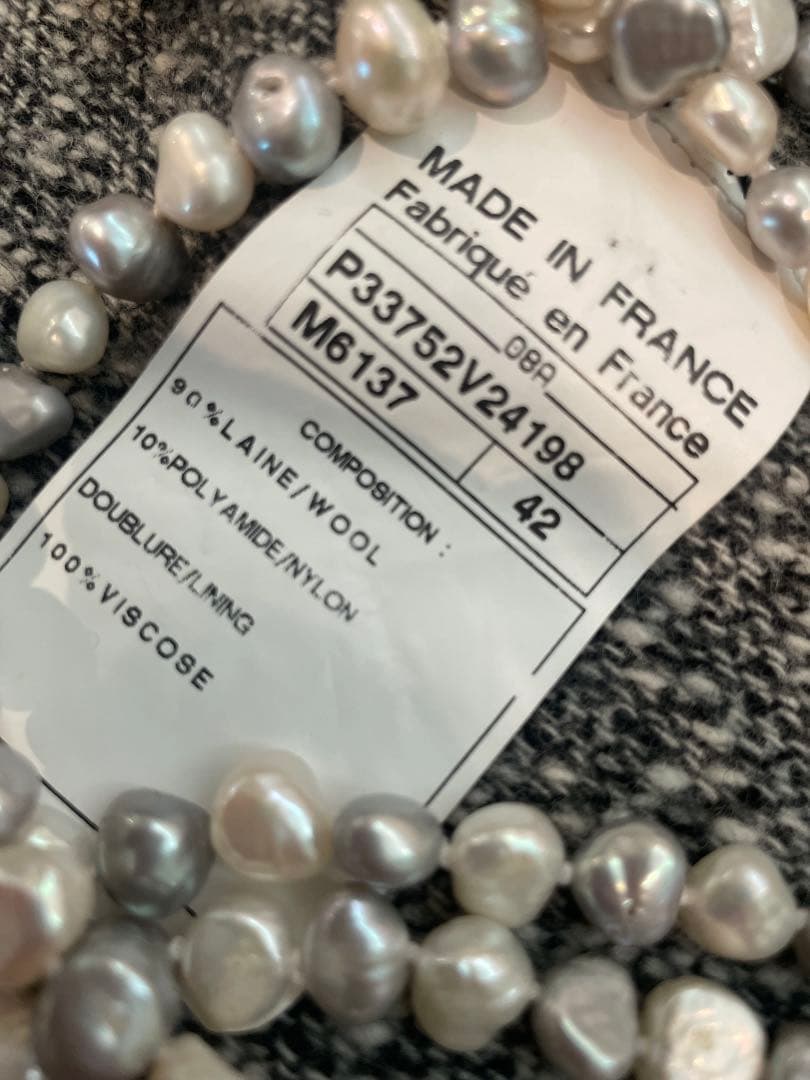 MADE IN FRANCE
Fabriqué en France
08A
P33752V24198
M6137 42
COMPOSITION :
90%LAINE/WOOL
10%POLYAMIDE/NYLON
DOUBLURE/LINING
100%VISCOSE